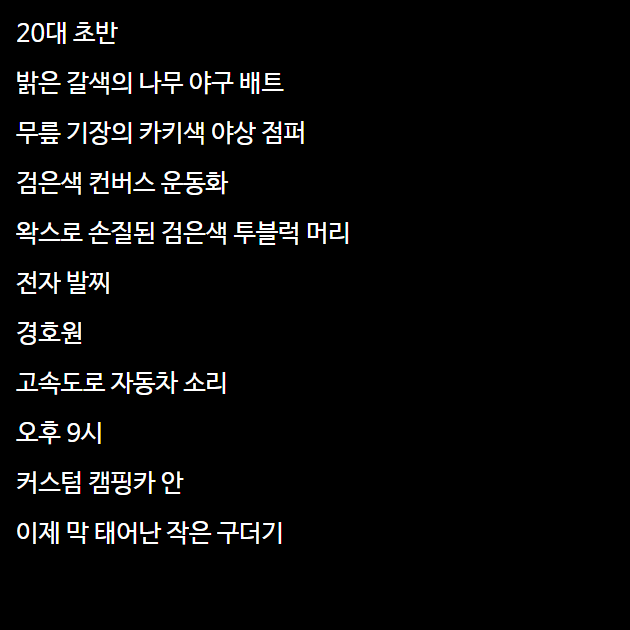 20대 초반
밝은 갈색의 나무 야구 배트
무릎 기장의 카키색 야상 점퍼
검은색 컨버스 운동화
왁스로 손질된 검은색 투블럭 머리
전자 발찌
경호원
고속도로 자동차 소리
오후 9시
커스텀 캠핑카 안
이제 막 태어난 작은 구더기